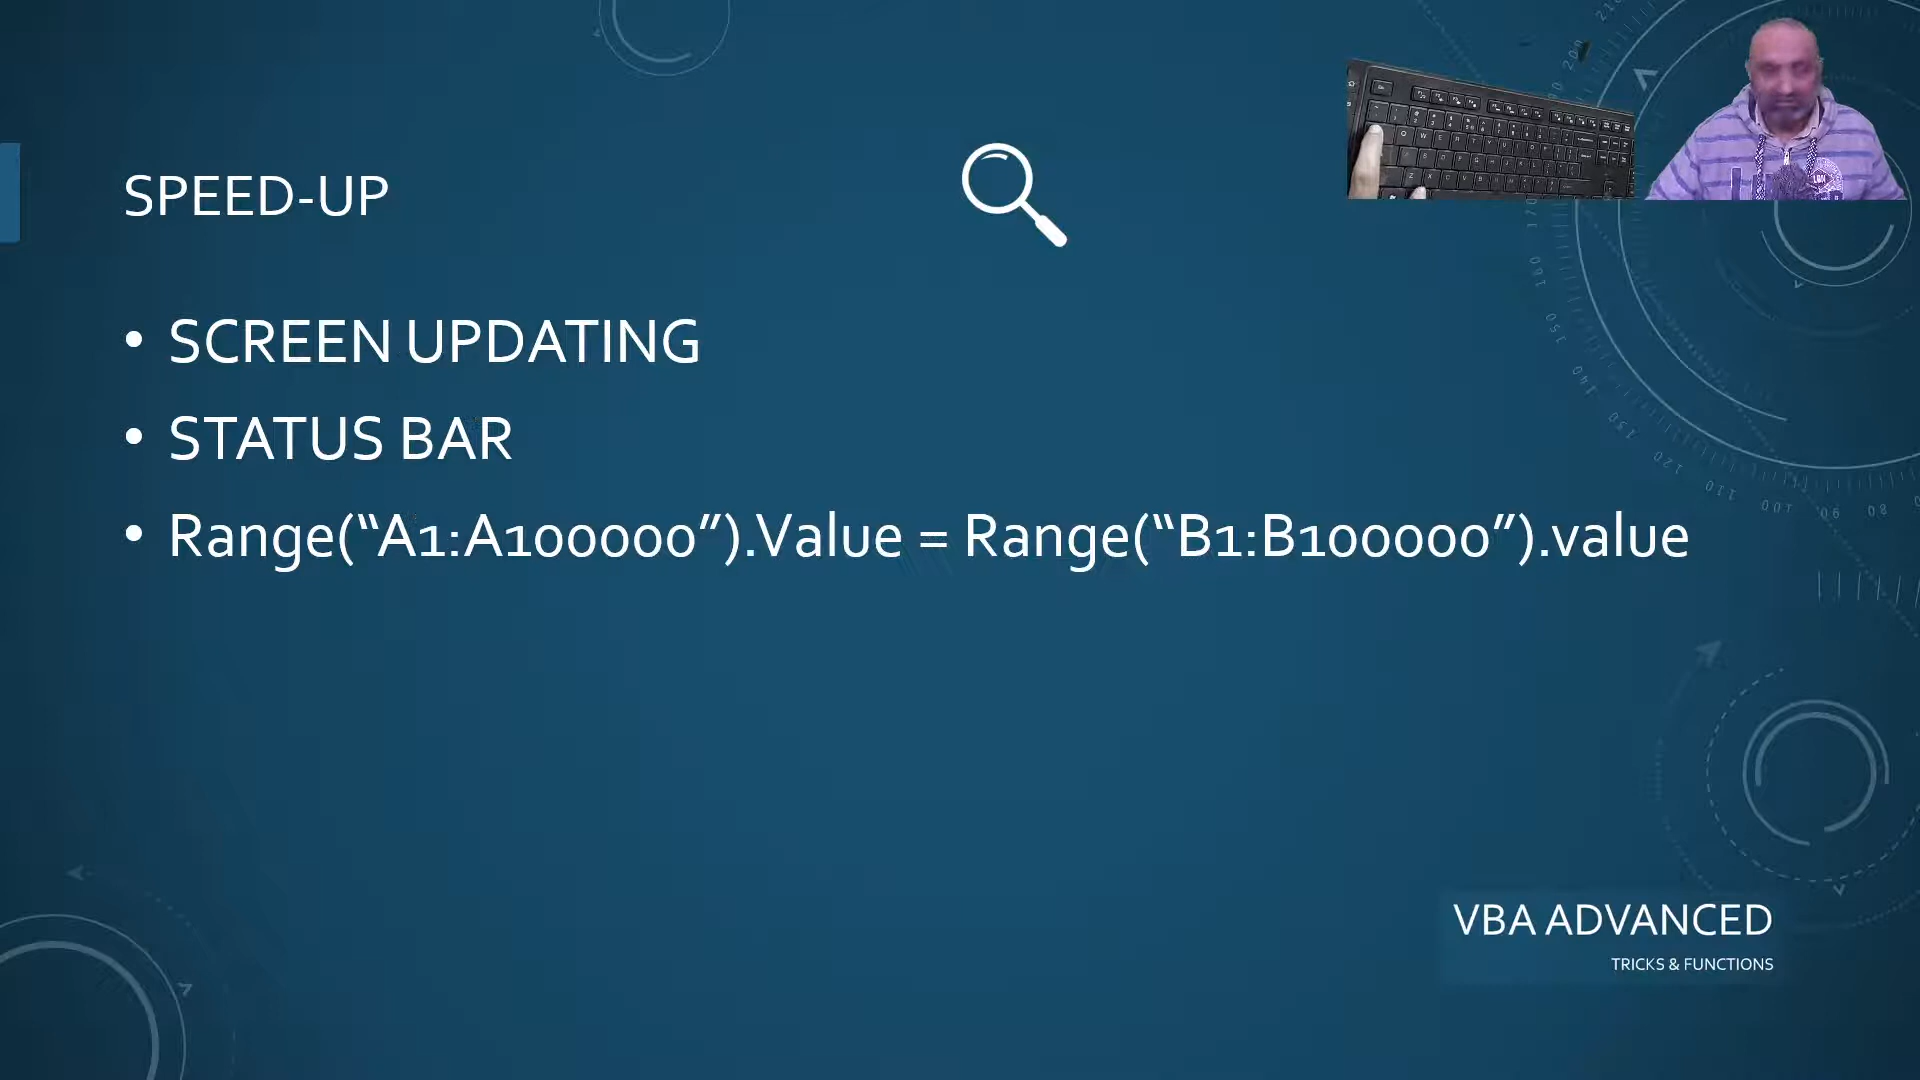 SPEED-UP
• SCREEN UPDATING
• STATUS BAR
• Range(“A1:A100000”).Value = Range(“B1:B100000”).value
VBA ADVANCED
TRICKS & FUNCTIONS